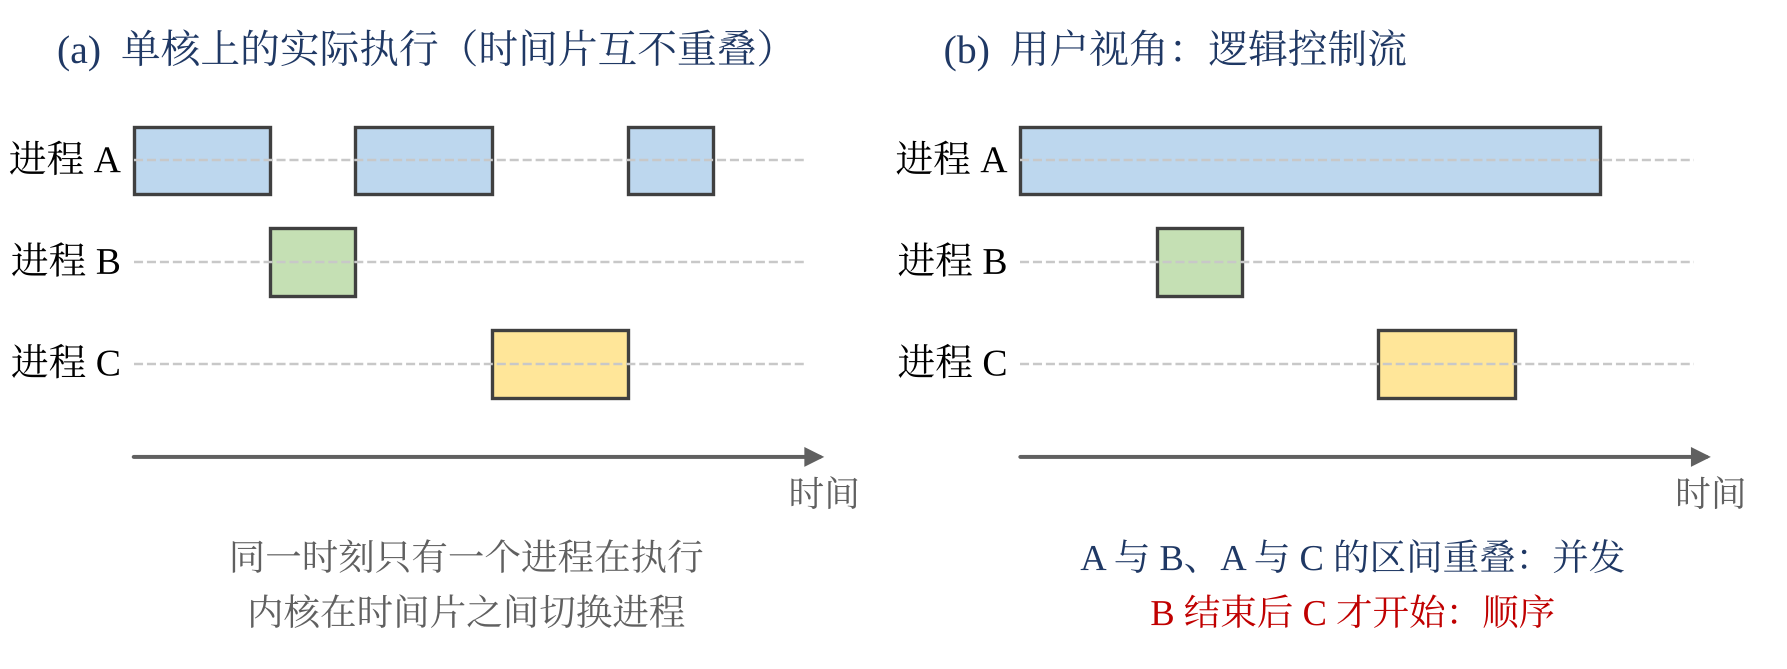 (a) 单核上的实际执行（时间片互不重叠）
进程 A
进程 B
进程 C
时间
同一时刻只有一个进程在执行
内核在时间片之间切换进程
(b) 用户视角：逻辑控制流
进程 A
进程 B
进程 C
时间
A 与 B、A 与 C 的区间重叠：并发
B 结束后 C 才开始：顺序